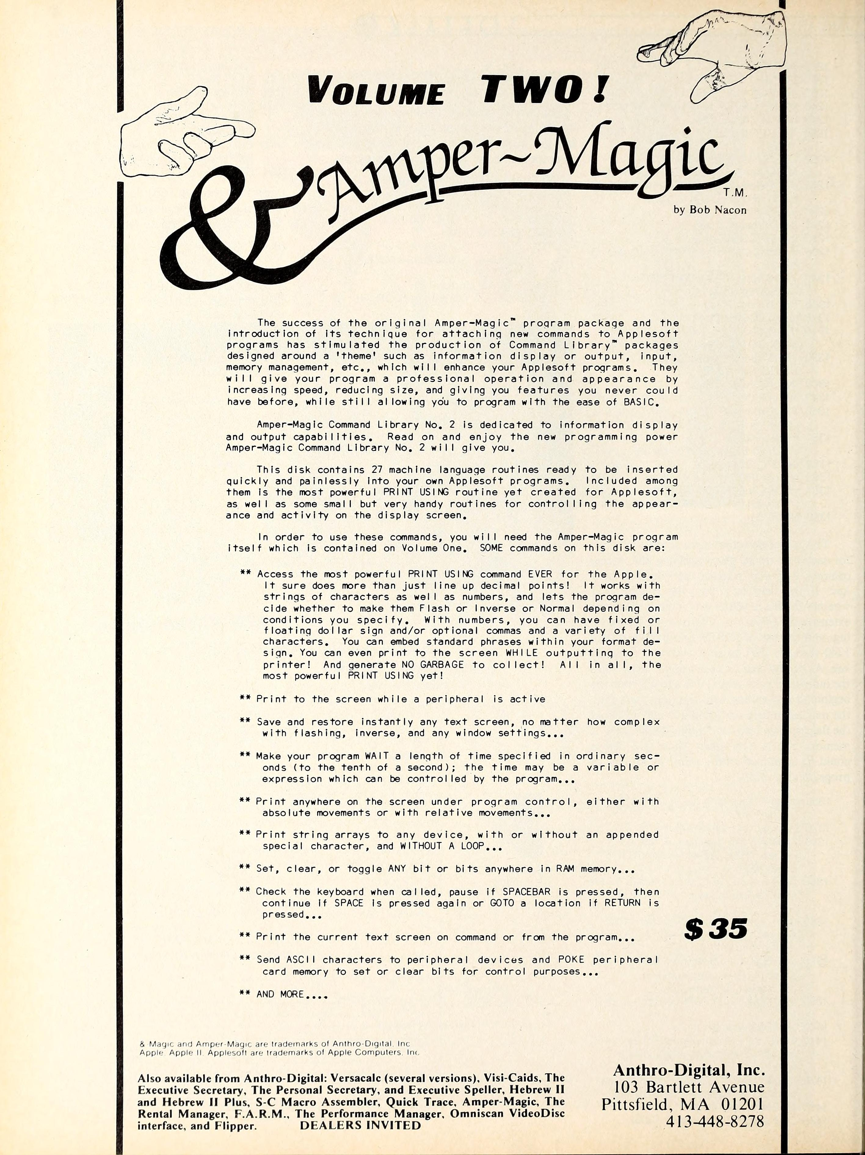 VOLUME TWO!
& Amper-Magic
T.M.
by Bob Nacon
The success of the original Amper-Magic™ program package and the
introduction of its technique for attaching new commands to Applesoft
programs has stimulated the production of Command Library™ packages
designed around a 'theme' such as information display or output, input,
memory management, etc., which will enhance your Applesoft programs. They
will give your program a professional operation and appearance by
increasing speed, reducing size, and giving you features you never could
have before, while still allowing you to program with the ease of BASIC.
Amper-Magic Command Library No. 2 is dedicated to information display
and output capabilities. Read on and enjoy the new programming power
Amper-Magic Command Library No. 2 will give you.
This disk contains 27 machine language routines ready to be inserted
quickly and painlessly into your own Applesoft programs. Included among
them is the most powerful PRINT USING routine yet created for Applesoft,
as well as some small but very handy routines for controlling the appear-
ance and activity on the display screen.
In order to use these commands, you will need the Amper-Magic program
itself which is contained on Volume One. SOME commands on this disk are:
** Access the most powerful PRINT USING command EVER for the Apple.
It sure does more than just line up decimal points! It works with
strings of characters as well as numbers, and lets the program de-
cide whether to make them Flash or Inverse or Normal depending on
conditions you specify. With numbers, you can have fixed or
floating dollar sign and/or optional commas and a variety of fill
characters. You can embed standard phrases within your format de-
sign. You can even print to the screen WHILE outputting to the
printer! And generate NO GARBAGE to collect! All in all, the
most powerful PRINT USING yet!
** Print to the screen while a peripheral is active
** Save and restore instantly any text screen, no matter how complex
with flashing, inverse, and any window settings...
** Make your program WAIT a length of time specified in ordinary sec-
onds (to the tenth of a second); the time may be a variable or
expression which can be controlled by the program...
** Print anywhere on the screen under program control, either with
absolute movements or with relative movements...
** Print string arrays to any device, with or without an appended
special character, and WITHOUT A LOOP...
** Set, clear, or toggle ANY bit or bits anywhere in RAM memory...
** Check the keyboard when called, pause if SPACEBAR is pressed, then
continue if SPACE is pressed again or GOTO a location if RETURN is
pressed...
** Print the current text screen on command or from the program...
** Send ASCII characters to peripheral devices and POKE peripheral
card memory to set or clear bits for control purposes...
** AND MORE....
$35
& Magic and Amper-Magic are trademarks of Anthro-Digital, Inc.
Apple, Apple II, Applesoft are trademarks of Apple Computers, Inc.
Also available from Anthro-Digital: Versacalc (several versions), Visi-Caids, The
Executive Secretary, The Personal Secretary, and Executive Speller, Hebrew II
and Hebrew II Plus, S-C Macro Assembler, Quick Trace, Amper-Magic, The
Rental Manager, F.A.R.M., The Performance Manager, Omniscan VideoDisc
interface, and Flipper. DEALERS INVITED
Anthro-Digital, Inc.
103 Bartlett Avenue
Pittsfield, MA 01201
413-448-8278